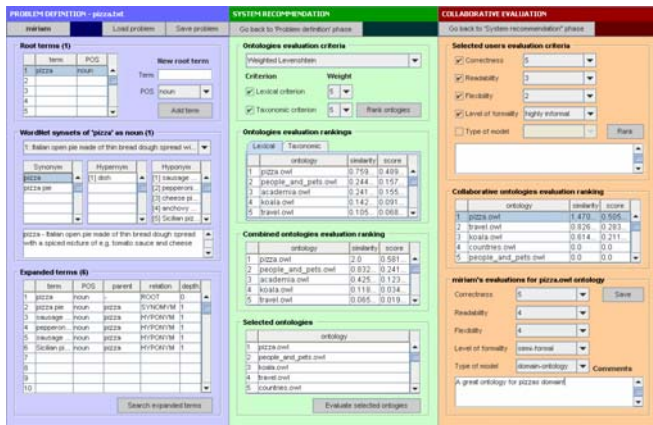 PROBLEM DEFINITION - pizza.txt
miriam
Load problem
Save problem
Root terms (1)
term POS
1 pizza noun
2
3
4
5
New root term
Term
POS noun
Add term
WordNet synsets of 'pizza' as noun (1)
1: Italian open pie made of thin bread dough spread wi...
Synonym
pizza
pizza pie
Hypernym
[1] dish
Hyponym
[1] sausage ...
[2] pepperoni...
[3] cheese pi...
[4] anchovy ...
[5] Sicilian piz...
pizza - Italian open pie made of thin bread dough spread
with a spiced mixture of e.g. tomato sauce and cheese
Expanded terms (6)
term POS parent relation depth
1 pizza noun - ROOT 0
2 pizza pie noun pizza SYNONYM 1
3 sausage ... noun pizza HYPONYM 1
4 pepperon... noun pizza HYPONYM 1
5 sausage ... noun pizza HYPONYM 1
6 Sicilian pi... noun pizza HYPONYM 1
7
8
9
10
Search expanded terms
SYSTEM RECOMMENDATION
Go back to 'Problem definition' phase
Ontologies evaluation criteria
Weighted Levenshtein
Criterion Weight
Lexical criterion 5
Taxonomic criterion 5
Rank ontologies
Ontologies evaluation rankings
Lexical Taxonomic
ontology similarity score
1 pizza.owl 0.759... 0.489...
2 people_and_pets.owl 0.244... 0.157...
3 academia.owl 0.241... 0.155...
4 koala.owl 0.142... 0.091...
5 travel.owl 0.105... 0.068...
Combined ontologies evaluation ranking
ontology similarity score
1 pizza.owl 2.0 0.581...
2 people_and_pets.owl 0.832... 0.241...
3 academia.owl 0.425... 0.123...
4 koala.owl 0.118... 0.034...
5 travel.owl 0.065... 0.019...
Selected ontologies
ontology
1 pizza.owl
2 people_and_pets.owl
3 koala.owl
4 travel.owl
5 countries.owl
Evaluate selected ontologies
COLLABORATIVE EVALUATION
Go back to "System recommendation" phase
Selected users evaluation criteria
Correctness 5
Readability 3
Flexibility 2
Level of formality highly informal
Type of model
Rank
Collaborative ontologies evaluation ranking
ontology similarity score
1 pizza.owl 1.470... 0.505...
2 travel.owl 0.826... 0.283...
3 koala.owl 0.614... 0.211...
4 countries.owl 0.0 0.0
5 people_and_pets.owl 0.0 0.0
miriam's evaluations for pizza.owl ontology
Correctness 5
Save
Readability 4
Flexibility 4
Level of formality semi-formal
Type of model domain-ontology
Comments
A great ontology for pizzas domain!